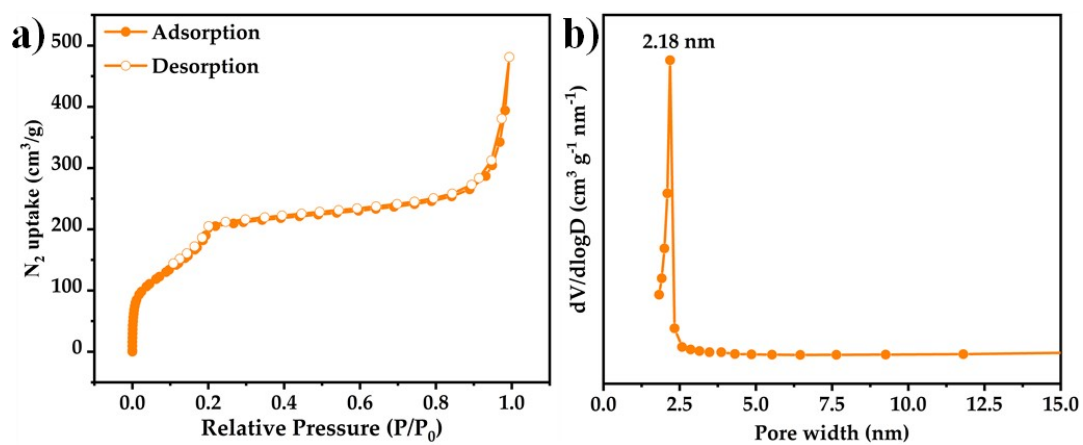 a)
Adsorption
Desorption
N₂ uptake (cm³/g)
500
400
300
200
100
0
0.0 0.2 0.4 0.6 0.8 1.0
Relative Pressure (P/P₀)
b)
2.18 nm
dV/dlogD (cm³ g⁻¹ nm⁻¹)
0.0 2.5 5.0 7.5 10.0 12.5 15.0
Pore width (nm)